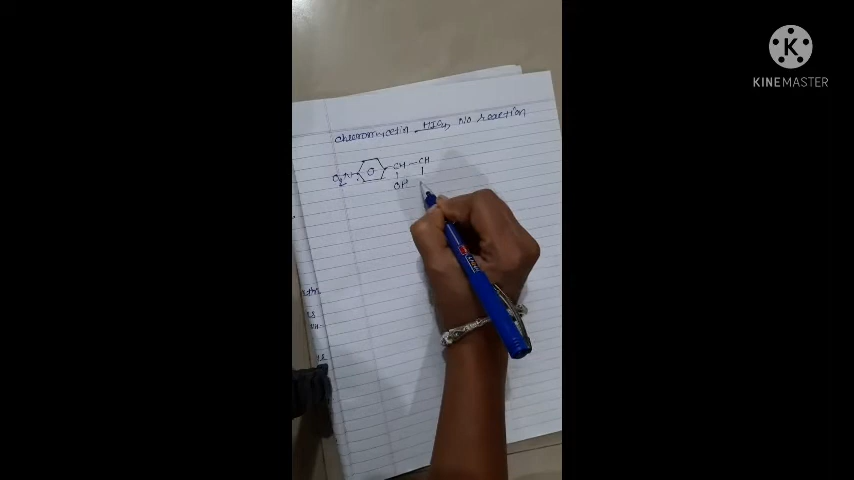 K
KINEMASTER
Chloromycetin HIO4 No reaction
O2N CH — CH
OH